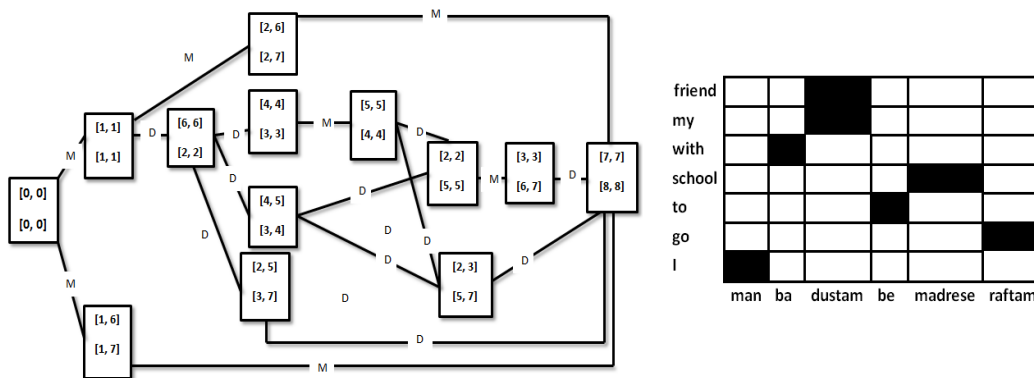 M
[2, 6]
[2, 7]
M
[4, 4]
[3, 3]
M
[5, 5]
[4, 4]
[1, 1]
[1, 1]
D
[6, 6]
[2, 2]
D
D
[2, 2]
[5, 5]
M
[3, 3]
[6, 7]
D
[7, 7]
[8, 8]
M
[0, 0]
[0, 0]
D
[4, 5]
[3, 4]
D
D
D
D
D
D
[2, 5]
[3, 7]
D
[2, 3]
[5, 7]
D
M
[1, 6]
[1, 7]
D
M
friend
my
with
school
to
go
I
man ba dustam be madrese raftam